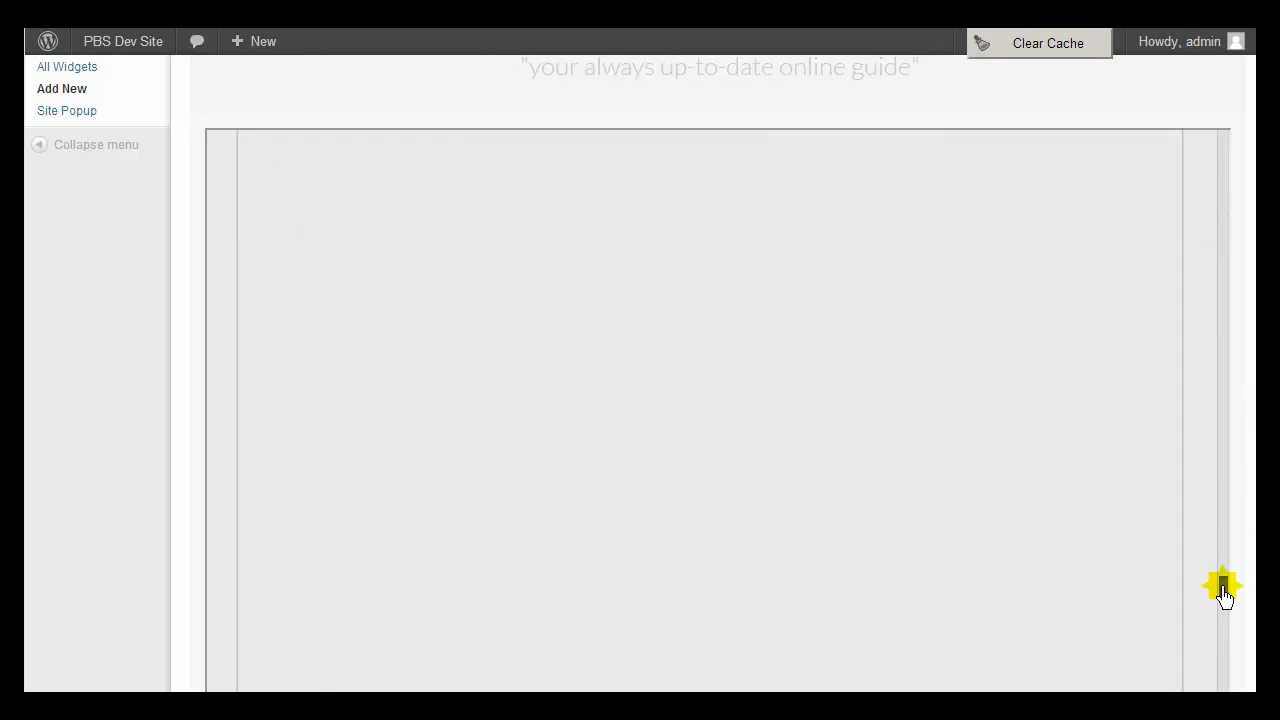 PBS Dev Site
New
Clear Cache
Howdy, admin
All Widgets
Add New
Site Popup
Collapse menu
"your always up-to-date online guide"